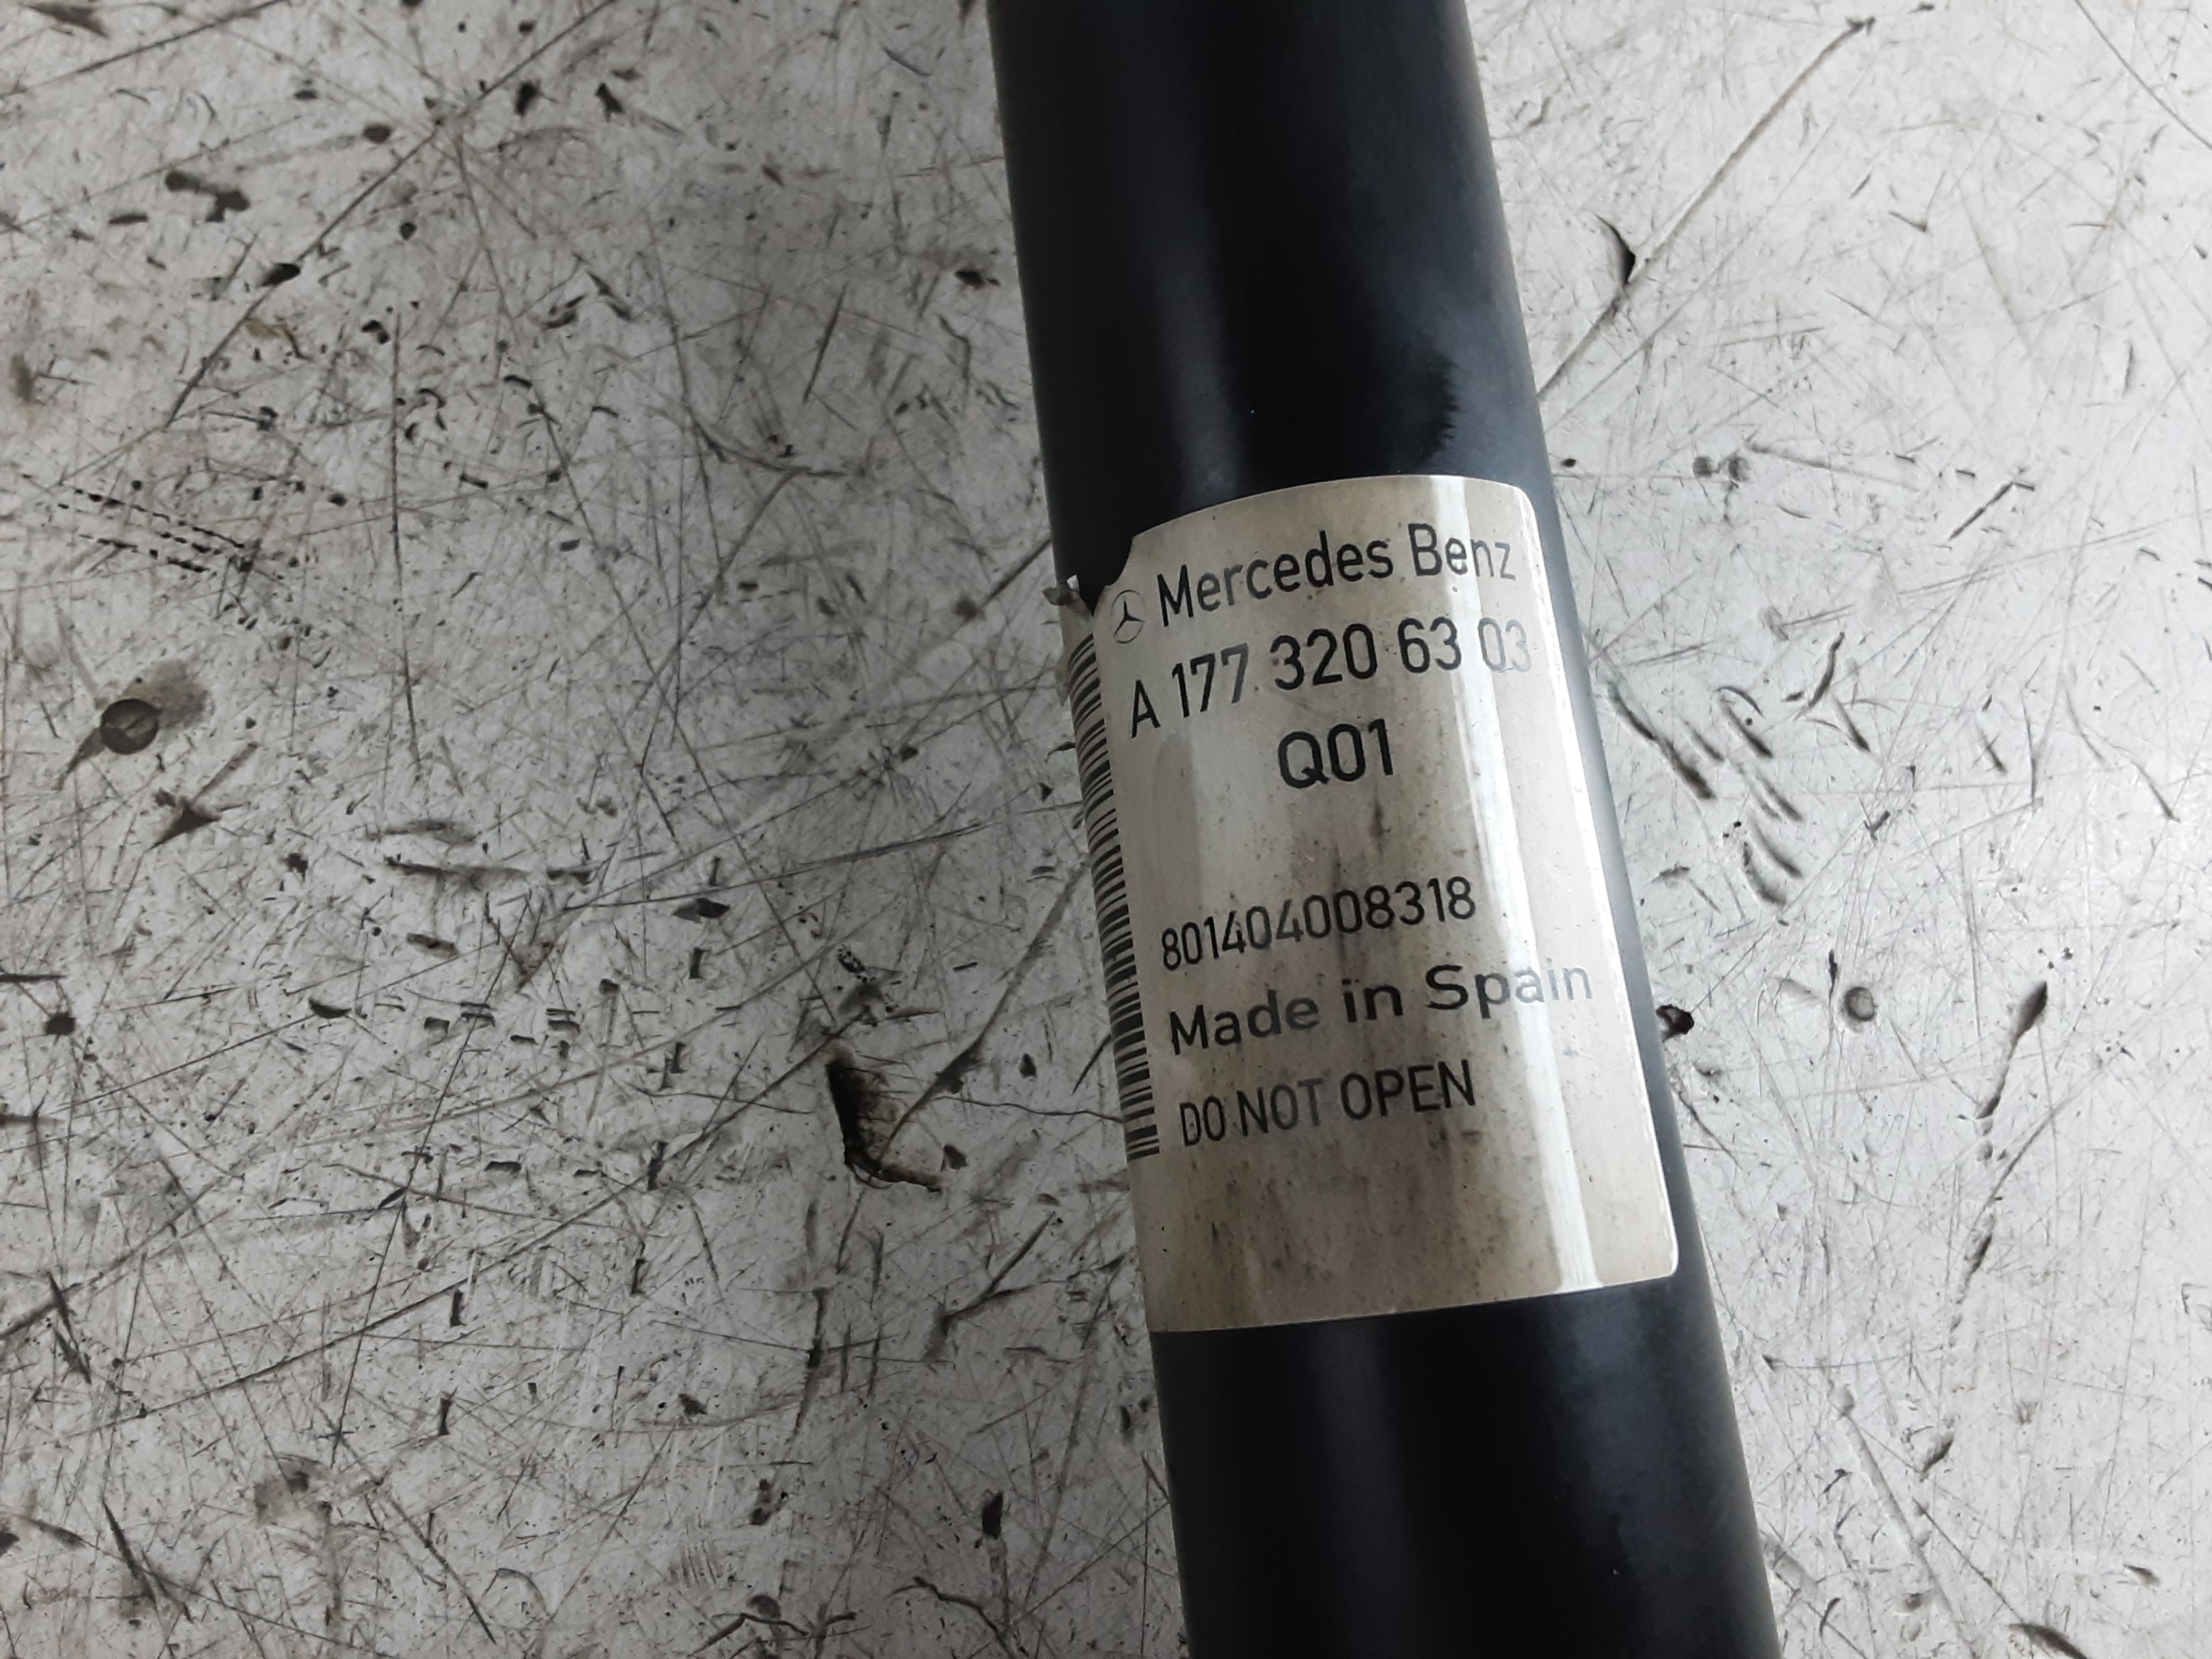 Mercedes Benz
A 177 320 63 03
Q01
801404008318
Made in Spain
DO NOT OPEN